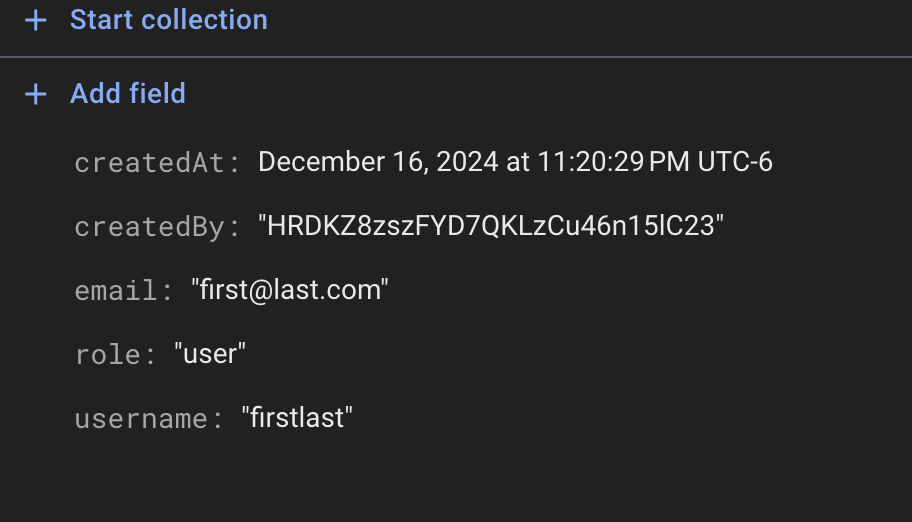 + Start collection
+ Add field
createdAt: December 16, 2024 at 11:20:29 PM UTC-6
createdBy: "HRDKZ8zszFYD7QKLzCu46n15lC23"
email: "first@last.com"
role: "user"
username: "firstlast"